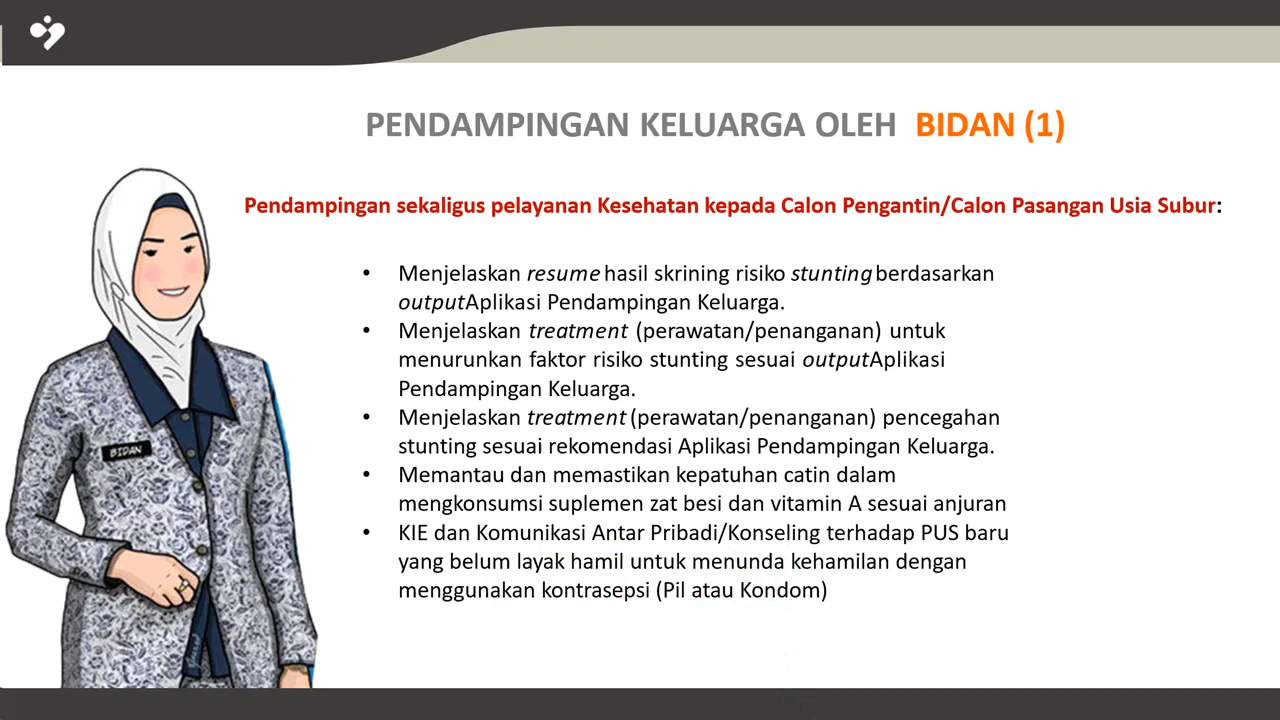 PENDAMPINGAN KELUARGA OLEH BIDAN (1)
Pendampingan sekaligus pelayanan Kesehatan kepada Calon Pengantin/Calon Pasangan Usia Subur:
• Menjelaskan resume hasil skrining risiko stunting berdasarkan
outputAplikasi Pendampingan Keluarga.
• Menjelaskan treatment (perawatan/penanganan) untuk
menurunkan faktor risiko stunting sesuai outputAplikasi
Pendampingan Keluarga.
• Menjelaskan treatment (perawatan/penanganan) pencegahan
stunting sesuai rekomendasi Aplikasi Pendampingan Keluarga.
• Memantau dan memastikan kepatuhan catin dalam
mengkonsumsi suplemen zat besi dan vitamin A sesuai anjuran
• KIE dan Komunikasi Antar Pribadi/Konseling terhadap PUS baru
yang belum layak hamil untuk menunda kehamilan dengan
menggunakan kontrasepsi (Pil atau Kondom)
BIDAN